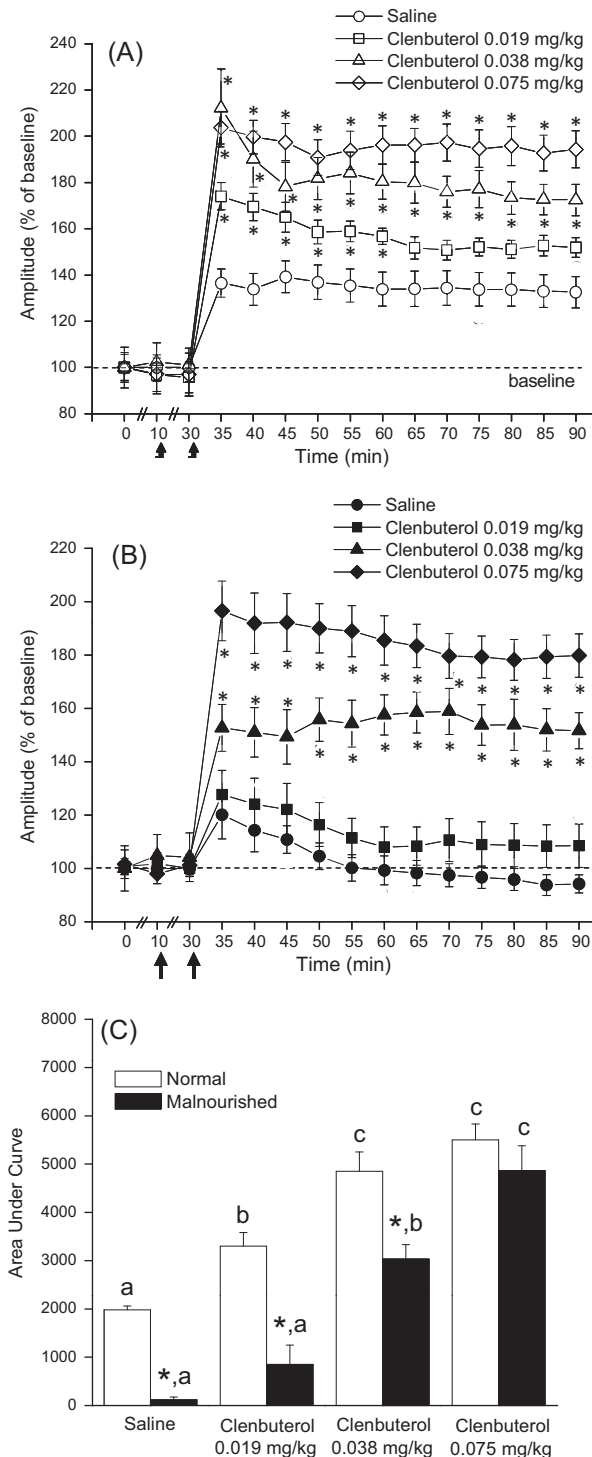 (A)
Saline
Clenbuterol 0.019 mg/kg
Clenbuterol 0.038 mg/kg
Clenbuterol 0.075 mg/kg
Amplitude (% of baseline)
240
220
200
180
160
140
120
100
80
* * * * * * * * * * * *
* * * * * * * * * * * *
* * * * * *
baseline
0 10 30 35 40 45 50 55 60 65 70 75 80 85 90
Time (min)
(B)
Saline
Clenbuterol 0.019 mg/kg
Clenbuterol 0.038 mg/kg
Clenbuterol 0.075 mg/kg
Amplitude (% of baseline)
220
200
180
160
140
120
100
80
* * * * * * * * * * * *
* * * * * * * * * * * *
0 10 30 35 40 45 50 55 60 65 70 75 80 85 90
Time (min)
(C)
Normal
Malnourished
Area Under Curve
8000
7000
6000
5000
4000
3000
2000
1000
0
a
*,a
b
*,a
c
*,b
c
c
Saline
Clenbuterol
0.019 mg/kg
Clenbuterol
0.038 mg/kg
Clenbuterol
0.075 mg/kg